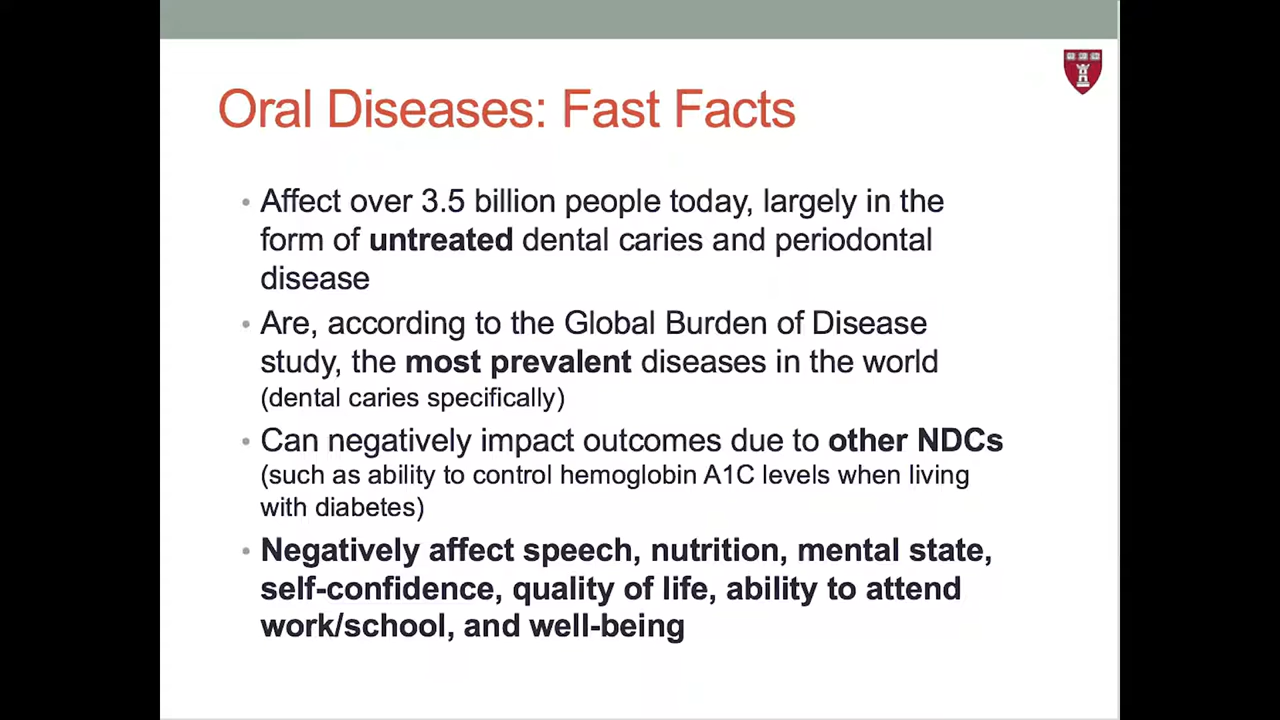 Oral Diseases: Fast Facts
• Affect over 3.5 billion people today, largely in the
form of untreated dental caries and periodontal
disease
• Are, according to the Global Burden of Disease
study, the most prevalent diseases in the world
(dental caries specifically)
• Can negatively impact outcomes due to other NDCs
(such as ability to control hemoglobin A1C levels when living
with diabetes)
• Negatively affect speech, nutrition, mental state,
self-confidence, quality of life, ability to attend
work/school, and well-being